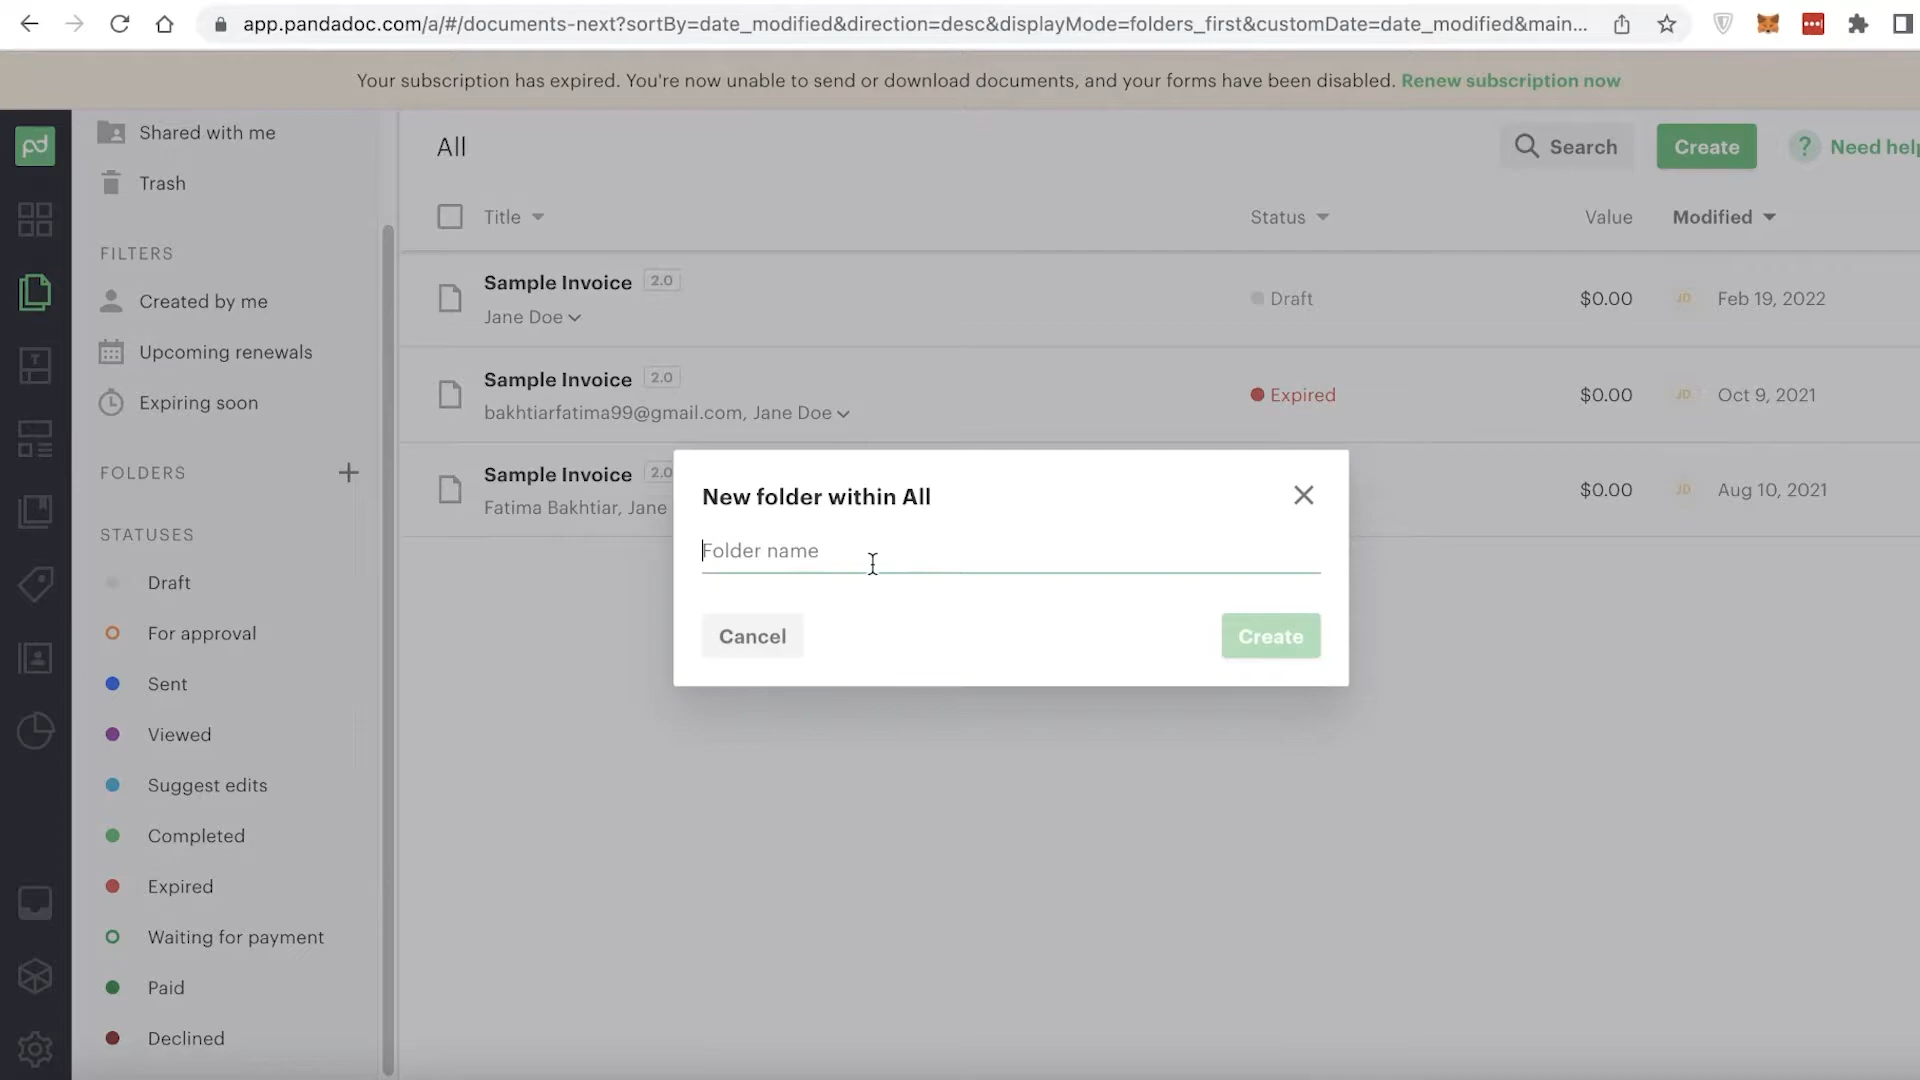 app.pandadoc.com/a/#/documents-next?sortBy=date_modified&direction=desc&displayMode=folders_first&customDate=date_modified&main...
Your subscription has expired. You're now unable to send or download documents, and your forms have been disabled. Renew subscription now
pd
Shared with me
Trash
FILTERS
Created by me
Upcoming renewals
Expiring soon
FOLDERS
STATUSES
Draft
For approval
Sent
Viewed
Suggest edits
Completed
Expired
Waiting for payment
Paid
Declined
All
Search
Create
? Need help
Title
Status
Value
Modified
Sample Invoice 2.0
Jane Doe
Draft
$0.00
JD
Feb 19, 2022
Sample Invoice 2.0
bakhtiarfatima99@gmail.com, Jane Doe
Expired
$0.00
JD
Oct 9, 2021
Sample Invoice 2.0
Fatima Bakhtiar, Jane
$0.00
JD
Aug 10, 2021
New folder within All
Folder name
Cancel
Create